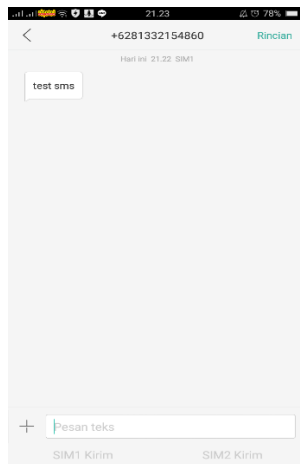 21.23 78%
+6281332154860 Rincian
Hari ini 21.22 SIM1
test sms
Pesan teks
SIM1 Kirim SIM2 Kirim